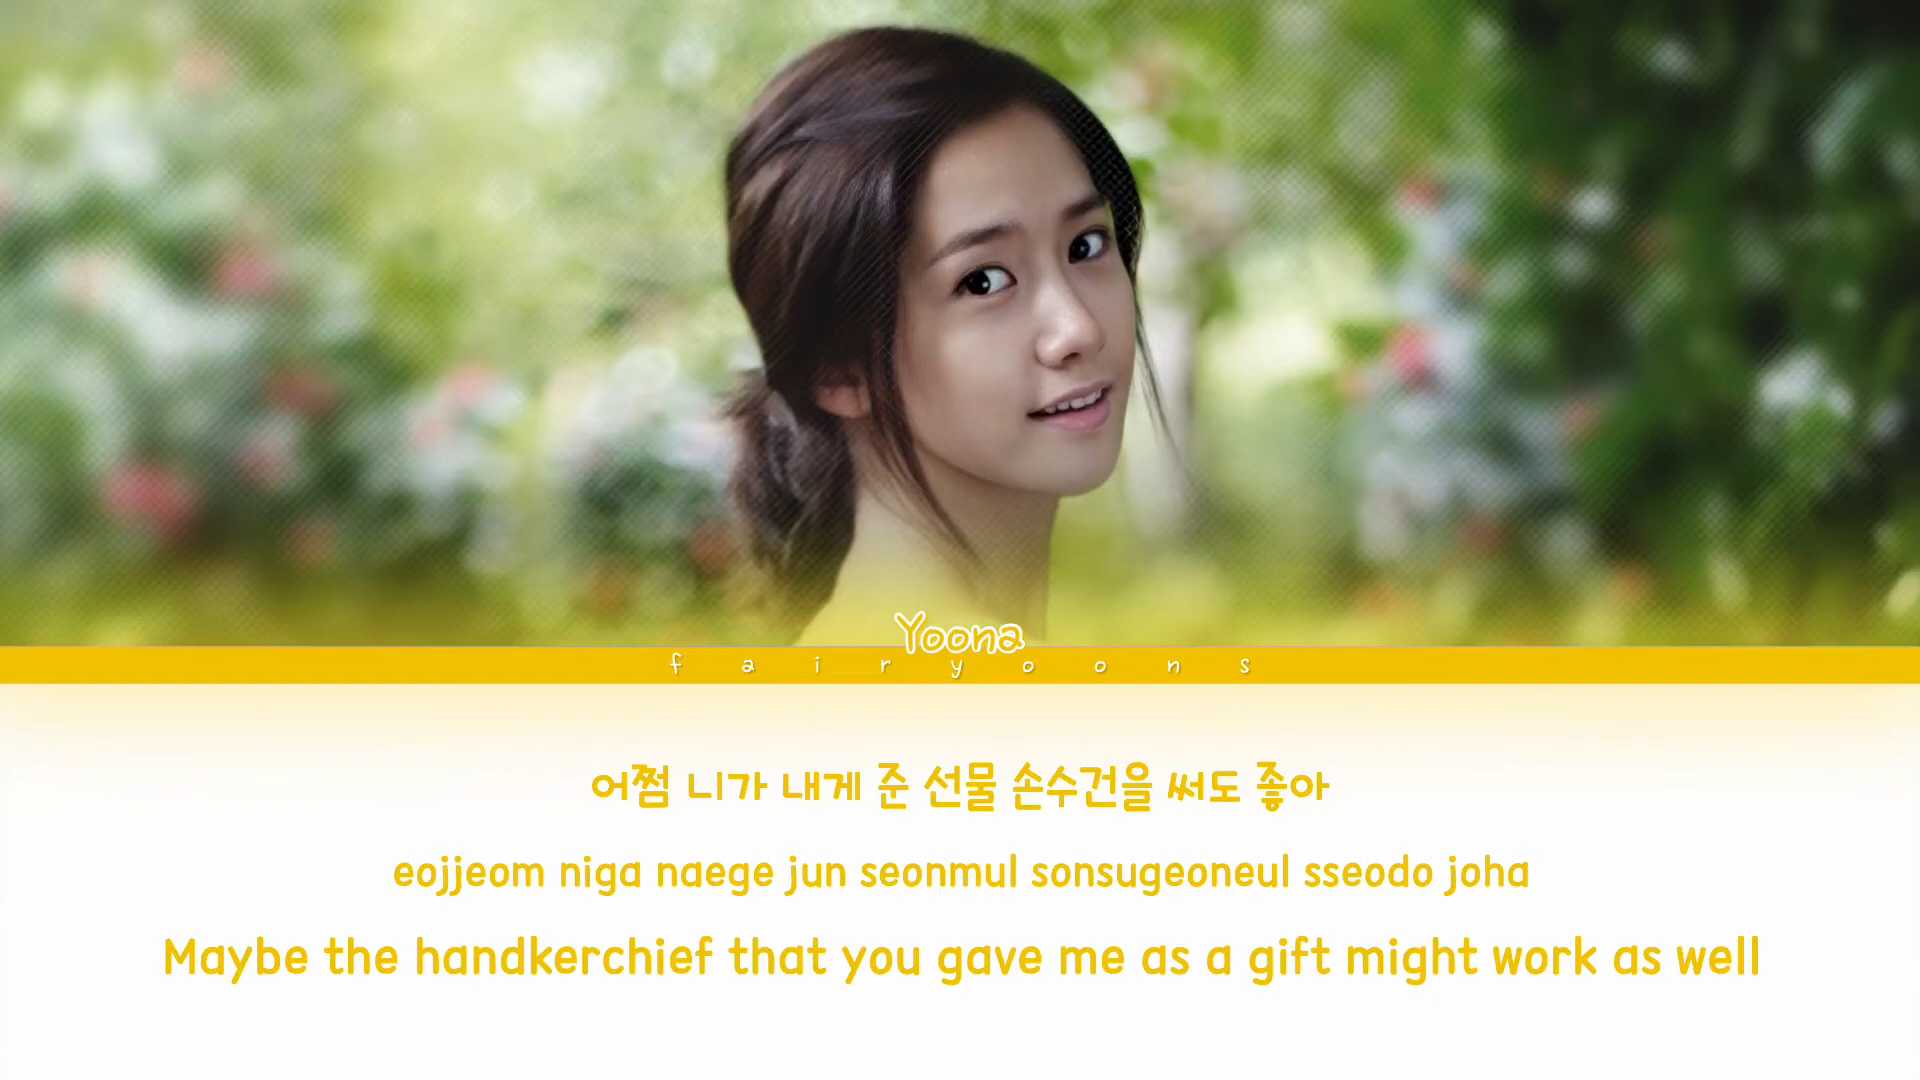 Yoona
fairyoons
어쩜 니가 내게 준 선물 손수건을 써도 좋아
eojjeom niga naege jun seonmul sonsugeoneul sseodo joha
Maybe the handkerchief that you gave me as a gift might work as well